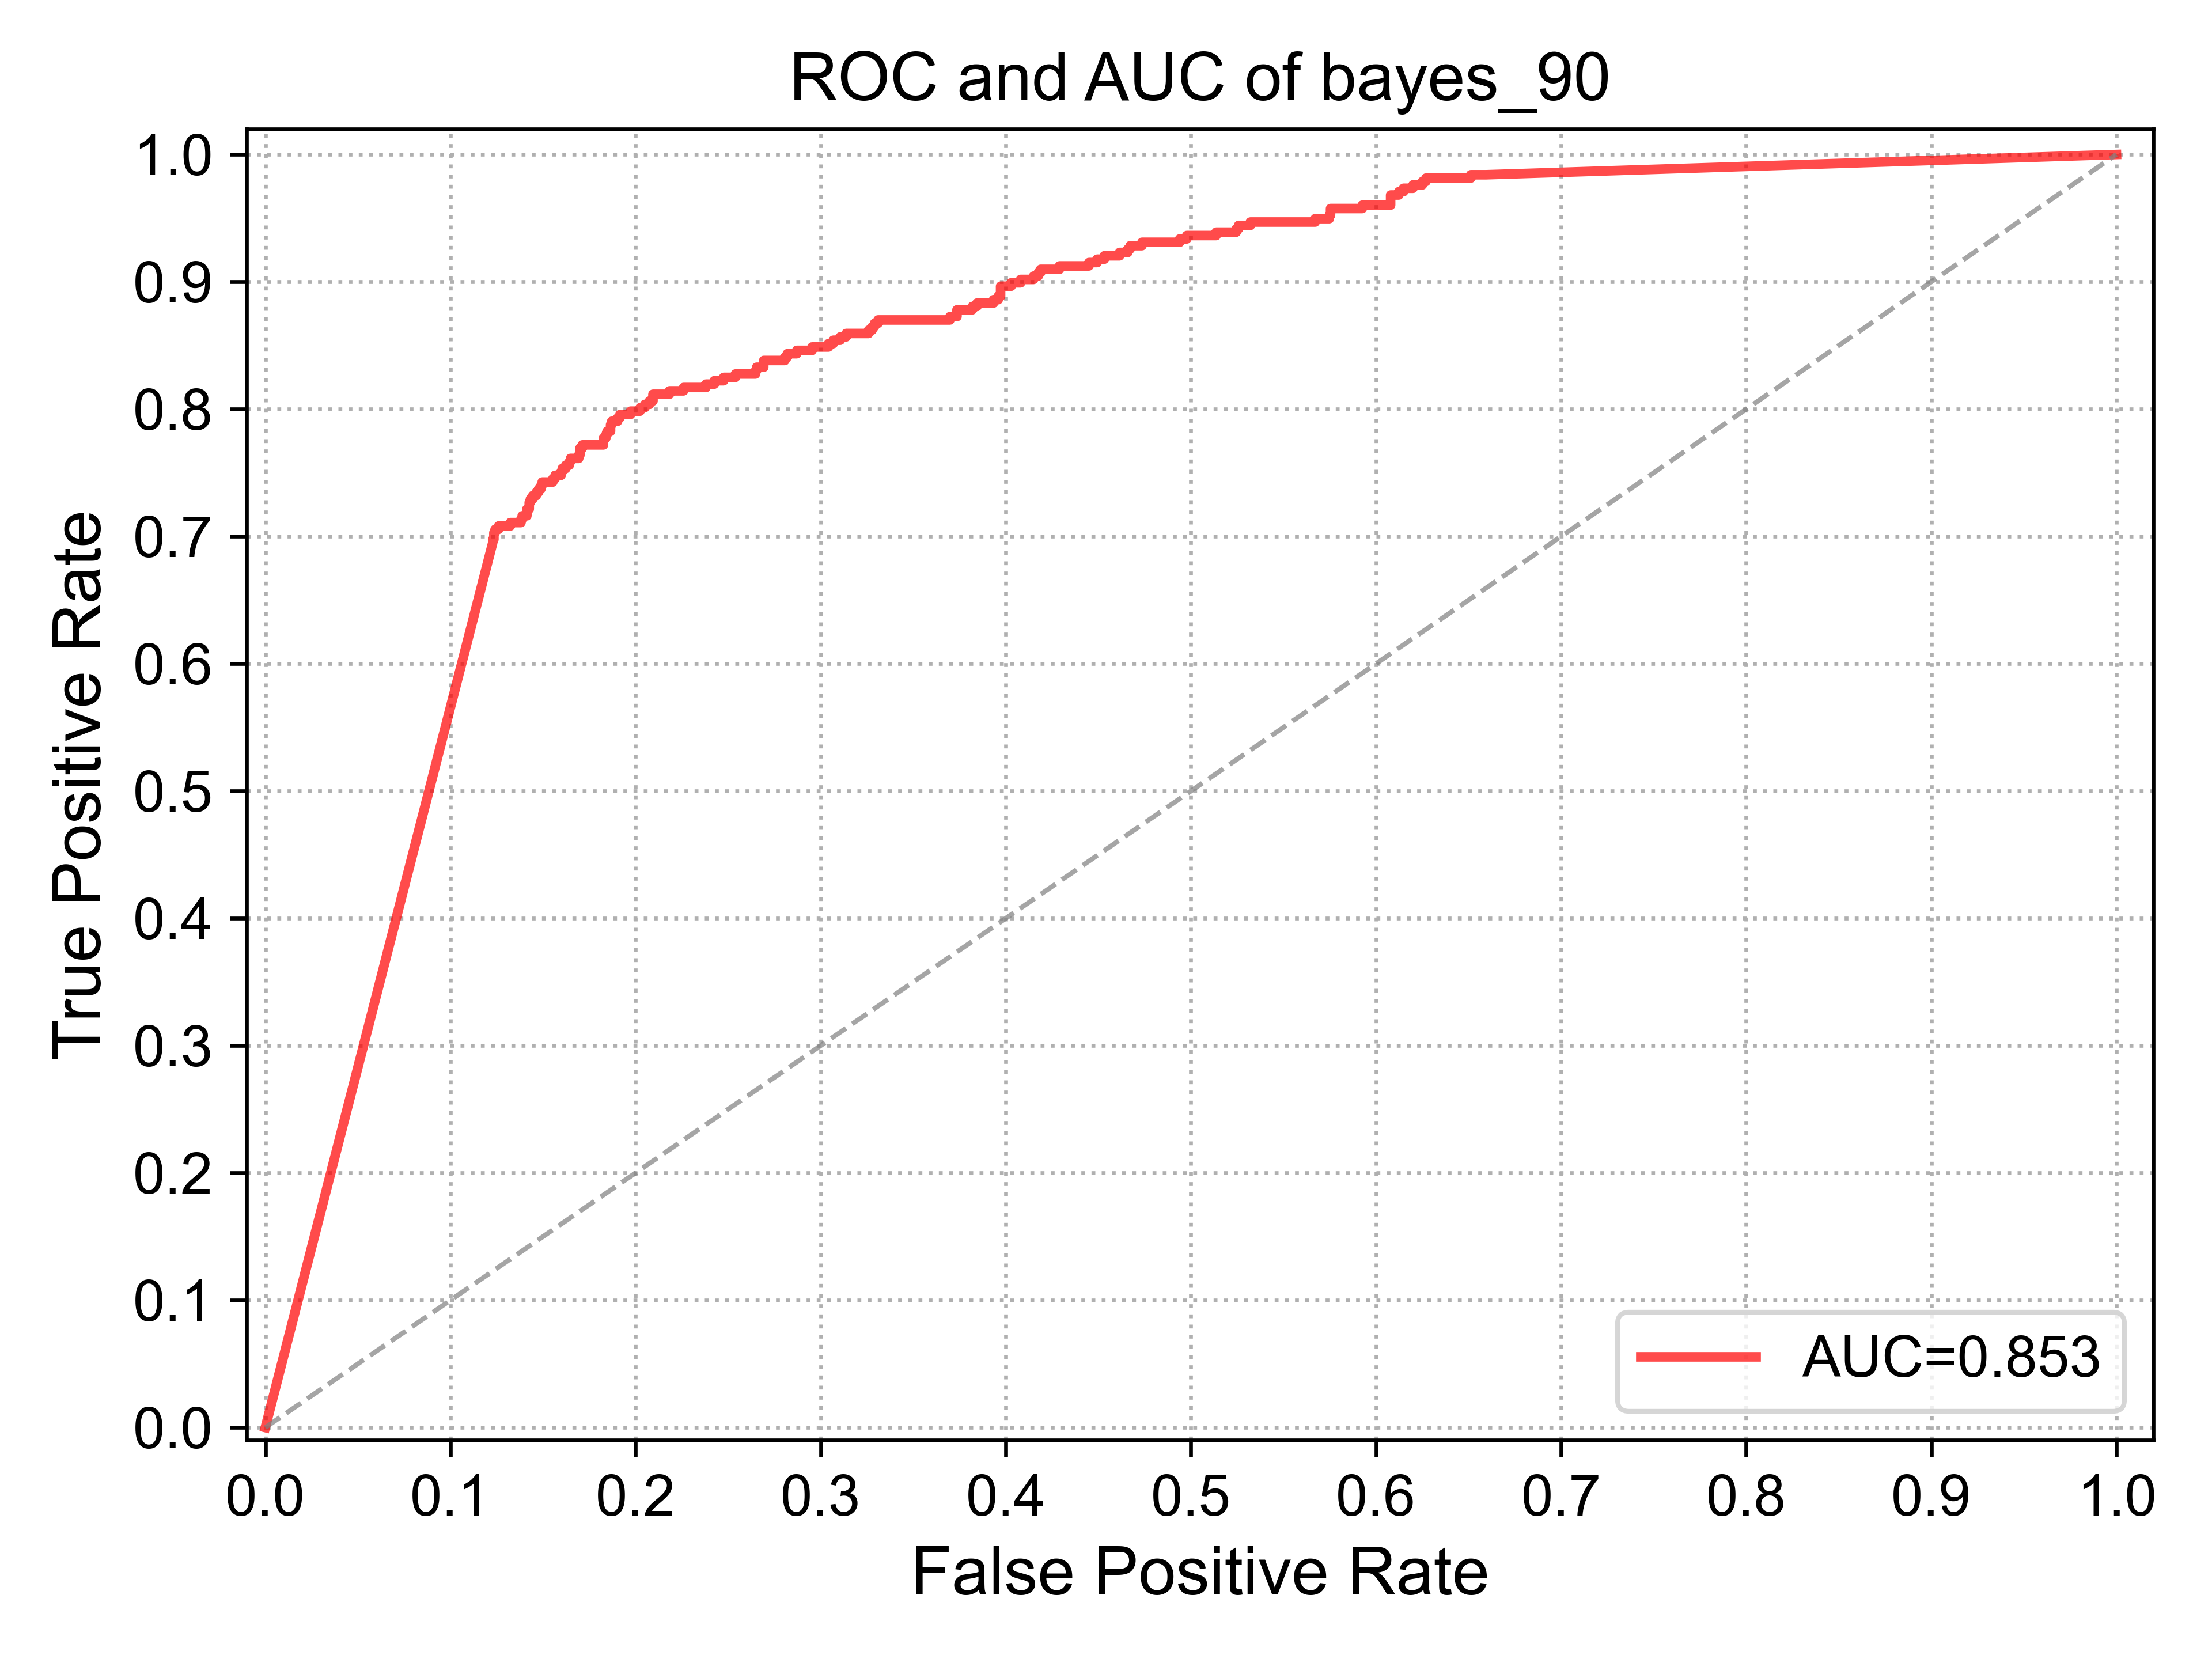 ROC and AUC of bayes_90
True Positive Rate
1.0
0.9
0.8
0.7
0.6
0.5
0.4
0.3
0.2
0.1
0.0
AUC=0.853
0.0 0.1 0.2 0.3 0.4 0.5 0.6 0.7 0.8 0.9 1.0
False Positive Rate